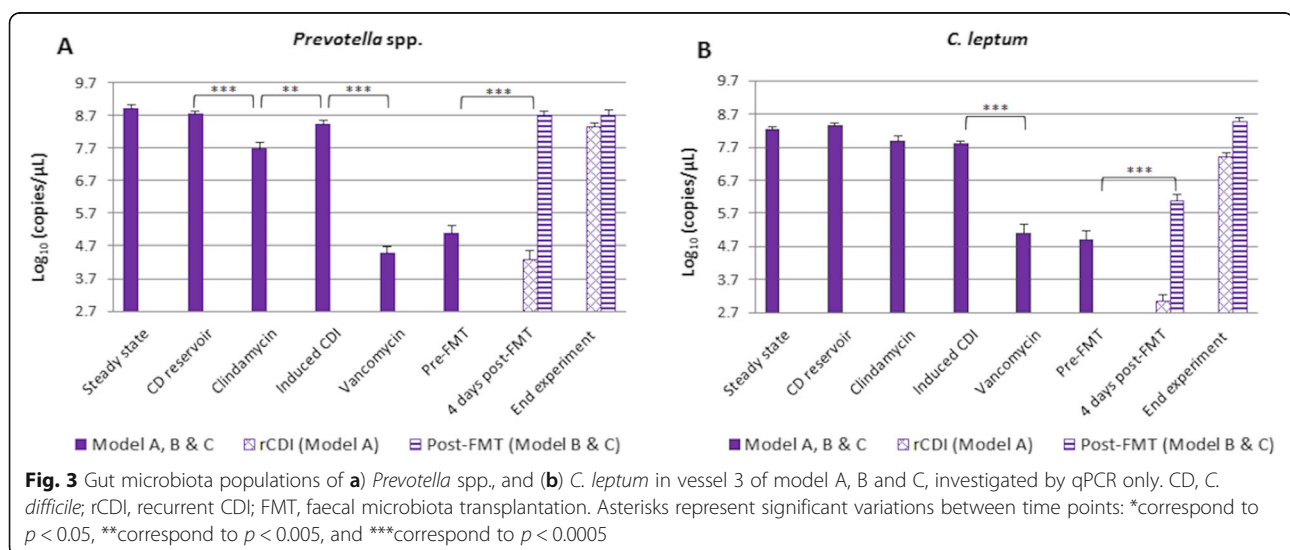 A
Prevotella spp.
Log10 (copies/μL)
9.7
8.7
7.7
6.7
5.7
4.7
3.7
2.7
***
**
***
***
Steady state
CD reservoir
Clindamycin
Induced CDI
Vancomycin
Pre-FMT
4 days post-FMT
End experiment
Model A, B & C
rCDI (Model A)
Post-FMT (Model B & C)
B
C. leptum
Log10 (copies/μL)
9.7
8.7
7.7
6.7
5.7
4.7
3.7
2.7
***
***
Steady state
CD reservoir
Clindamycin
Induced CDI
Vancomycin
Pre-FMT
4 days post-FMT
End experiment
Model A, B & C
rCDI (Model A)
Post-FMT (Model B & C)
Fig. 3 Gut microbiota populations of a) Prevotella spp., and (b) C. leptum in vessel 3 of model A, B and C, investigated by qPCR only. CD, C.
difficile; rCDI, recurrent CDI; FMT, faecal microbiota transplantation. Asterisks represent significant variations between time points: *correspond to
p < 0.05, **correspond to p < 0.005, and ***correspond to p < 0.0005